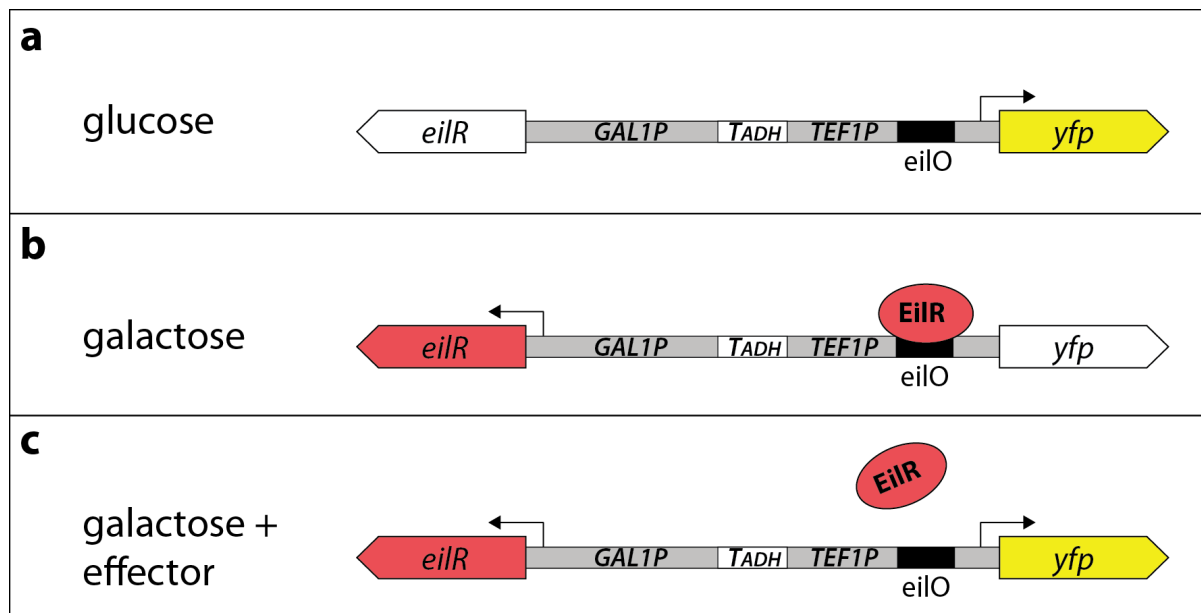 a
glucose
eilR GAL1P TADH TEF1P yfp
eilO
b
galactose
EilR
eilR GAL1P TADH TEF1P yfp
eilO
c
EilR
galactose +
effector
eilR GAL1P TADH TEF1P yfp
eilO